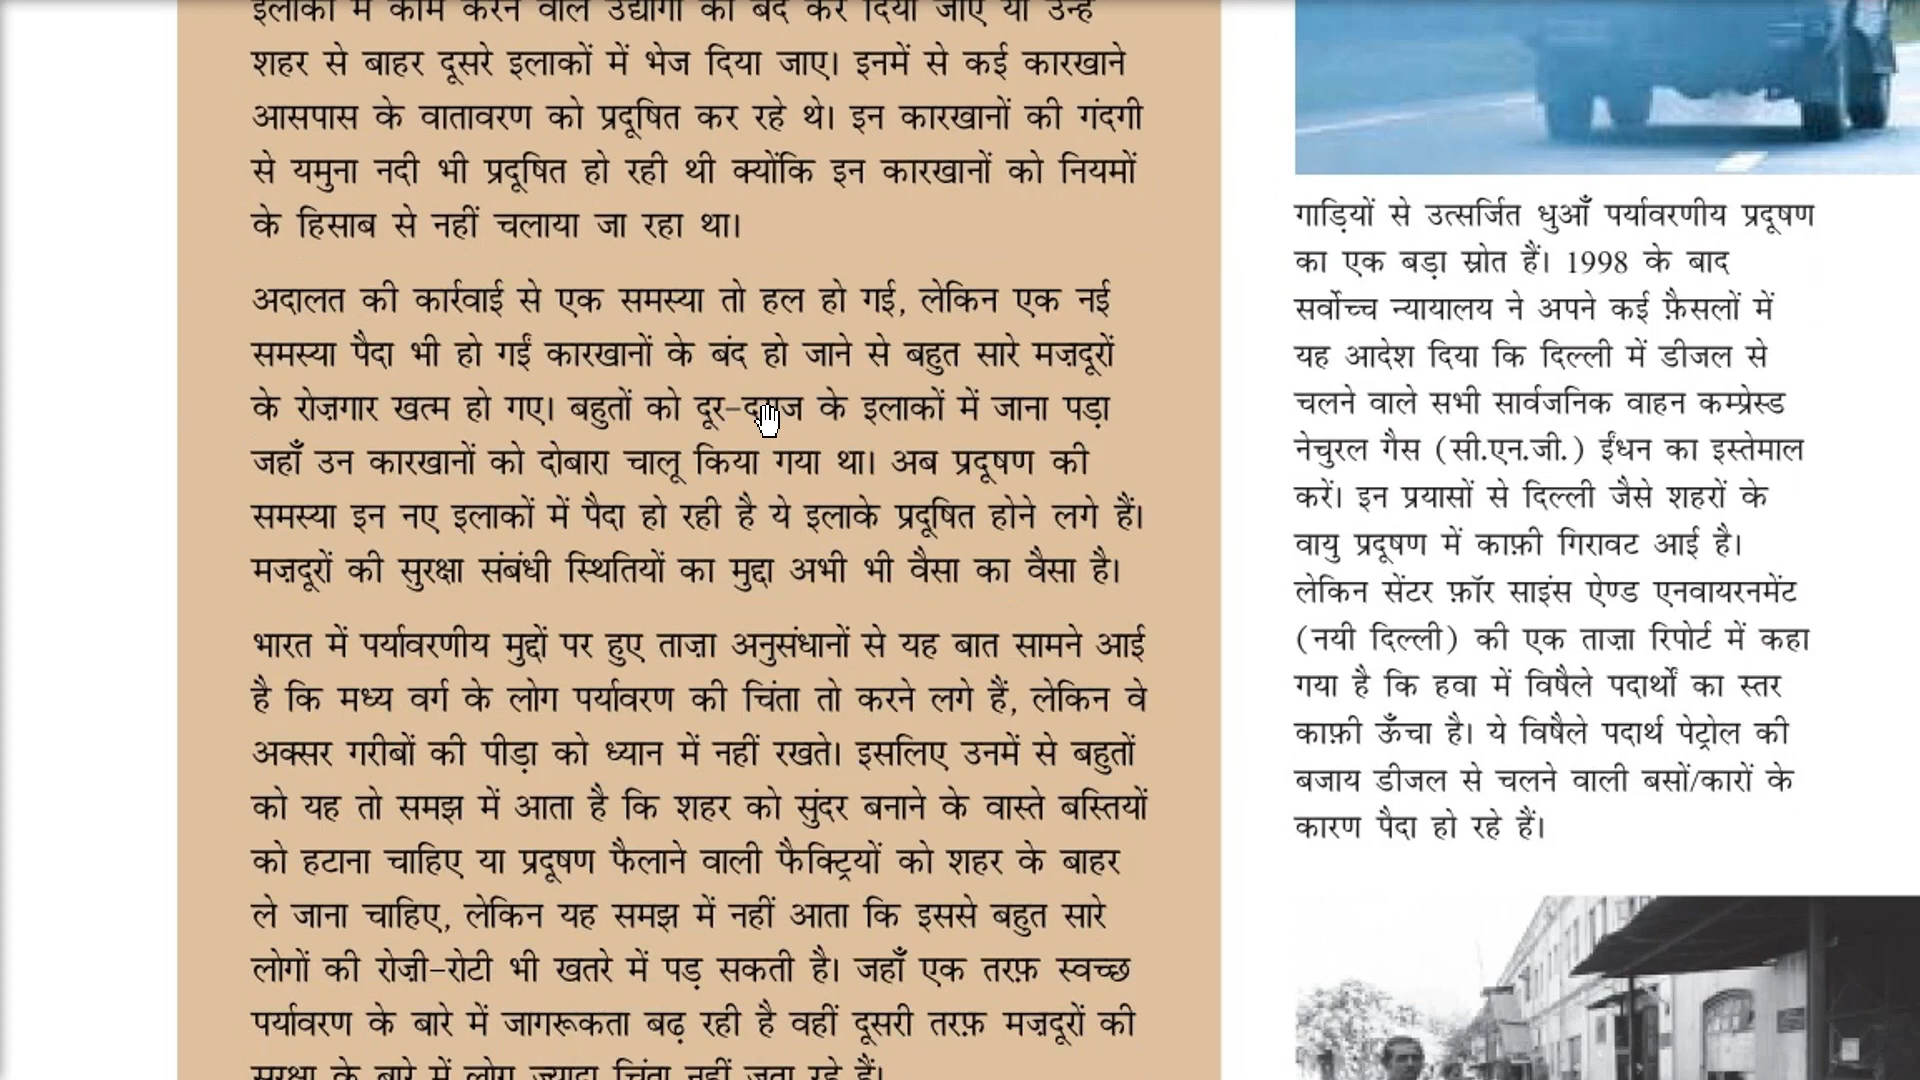 इलाकों में काम करने वाले उद्योगों को बंद कर दिया जाए या उन्हें
शहर से बाहर दूसरे इलाकों में भेज दिया जाए। इनमें से कई कारखाने
आसपास के वातावरण को प्रदूषित कर रहे थे। इन कारखानों की गंदगी
से यमुना नदी भी प्रदूषित हो रही थी क्योंकि इन कारखानों को नियमों
के हिसाब से नहीं चलाया जा रहा था।
अदालत की कार्रवाई से एक समस्या तो हल हो गई, लेकिन एक नई
समस्या पैदा भी हो गईं कारखानों के बंद हो जाने से बहुत सारे मज़दूरों
के रोज़गार खत्म हो गए। बहुतों को दूर-दराज के इलाकों में जाना पड़ा
जहाँ उन कारखानों को दोबारा चालू किया गया था। अब प्रदूषण की
समस्या इन नए इलाकों में पैदा हो रही है ये इलाके प्रदूषित होने लगे हैं।
मज़दूरों की सुरक्षा संबंधी स्थितियों का मुद्दा अभी भी वैसा का वैसा है।
भारत में पर्यावरणीय मुद्दों पर हुए ताज़ा अनुसंधानों से यह बात सामने आई
है कि मध्य वर्ग के लोग पर्यावरण की चिंता तो करने लगे हैं, लेकिन वे
अक्सर गरीबों की पीड़ा को ध्यान में नहीं रखते। इसलिए उनमें से बहुतों
को यह तो समझ में आता है कि शहर को सुंदर बनाने के वास्ते बस्तियों
को हटाना चाहिए या प्रदूषण फैलाने वाली फैक्ट्रियों को शहर के बाहर
ले जाना चाहिए, लेकिन यह समझ में नहीं आता कि इससे बहुत सारे
लोगों की रोज़ी-रोटी भी खतरे में पड़ सकती है। जहाँ एक तरफ़ स्वच्छ
पर्यावरण के बारे में जागरूकता बढ़ रही है वहीं दूसरी तरफ़ मज़दूरों की
सुरक्षा के बारे में लोग ज़्यादा चिंता नहीं जता रहे हैं।
गाड़ियों से उत्सर्जित धुआँ पर्यावरणीय प्रदूषण
का एक बड़ा स्रोत हैं। 1998 के बाद
सर्वोच्च न्यायालय ने अपने कई फ़ैसलों में
यह आदेश दिया कि दिल्ली में डीजल से
चलने वाले सभी सार्वजनिक वाहन कम्प्रेस्ड
नेचुरल गैस (सी.एन.जी.) ईंधन का इस्तेमाल
करें। इन प्रयासों से दिल्ली जैसे शहरों के
वायु प्रदूषण में काफ़ी गिरावट आई है।
लेकिन सेंटर फ़ॉर साइंस ऐण्ड एनवायरनमेंट
(नयी दिल्ली) की एक ताज़ा रिपोर्ट में कहा
गया है कि हवा में विषैले पदार्थों का स्तर
काफ़ी ऊँचा है। ये विषैले पदार्थ पेट्रोल की
बजाय डीजल से चलने वाली बसों/कारों के
कारण पैदा हो रहे हैं।